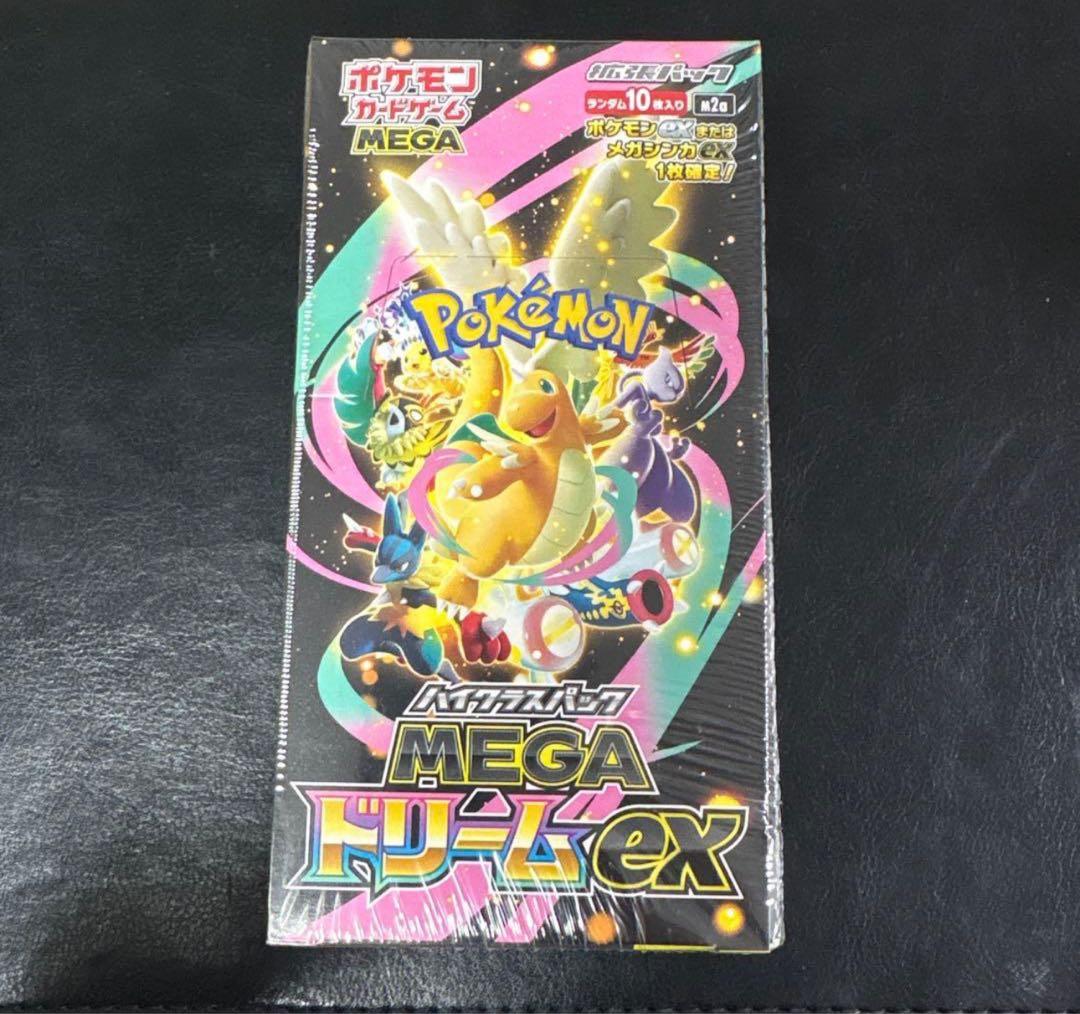 ポケモン
カードゲーム
MEGA
拡張パック
ランダム10枚入り M2a
ポケモンexまたは
メガシンカex
1枚確定!
POKéMON
ハイクラスパック
MEGA
ドリームex